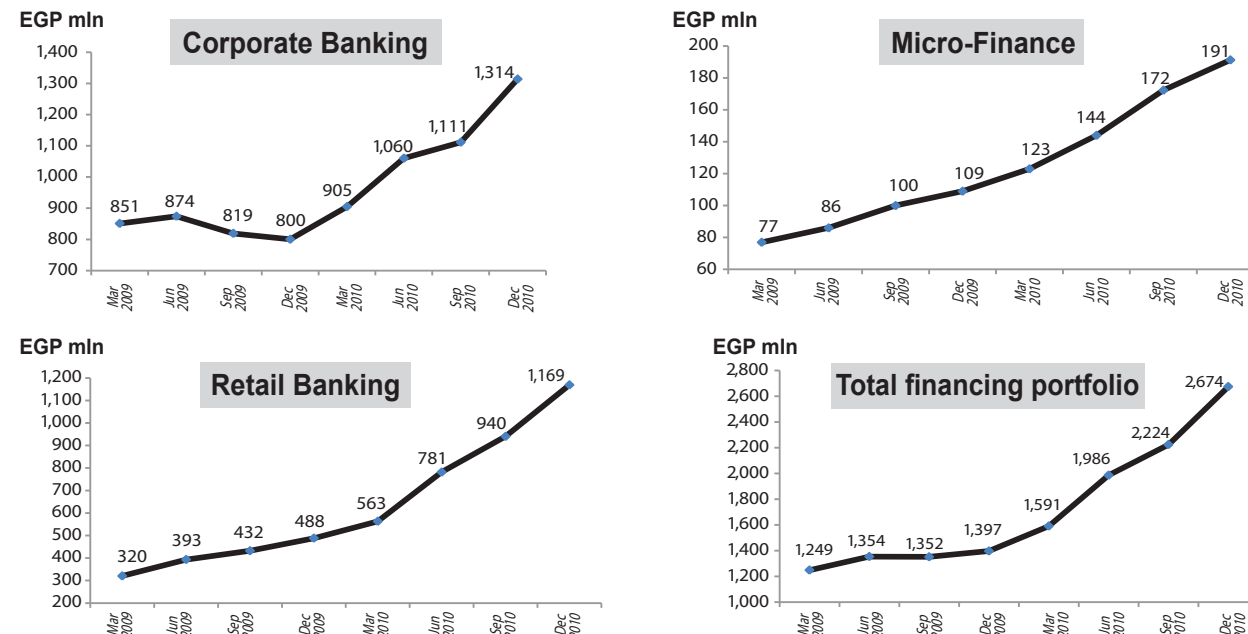 EGP mln
Corporate Banking
1,400
1,300
1,200
1,100
1,000
900
800
700
851
874
819
800
905
1,060
1,111
1,314
Mar 2009
Jun 2009
Sep 2009
Dec 2009
Mar 2010
Jun 2010
Sep 2010
Dec 2010
EGP mln
Micro-Finance
200
180
160
140
120
100
80
60
77
86
100
109
123
144
172
191
Mar 2009
Jun 2009
Sep 2009
Dec 2009
Mar 2010
Jun 2010
Sep 2010
Dec 2010
EGP mln
Retail Banking
1,200
1,100
1,000
900
800
700
600
500
400
300
200
320
393
432
488
563
781
940
1,169
Mar 2009
Jun 2009
Sep 2009
Dec 2009
Mar 2010
Jun 2010
Sep 2010
Dec 2010
EGP mln
Total financing portfolio
2,800
2,600
2,400
2,200
2,000
1,800
1,600
1,400
1,200
1,000
1,249
1,354
1,352
1,397
1,591
1,986
2,224
2,674
Mar 2009
Jun 2009
Sep 2009
Dec 2009
Mar 2010
Jun 2010
Sep 2010
Dec 2010